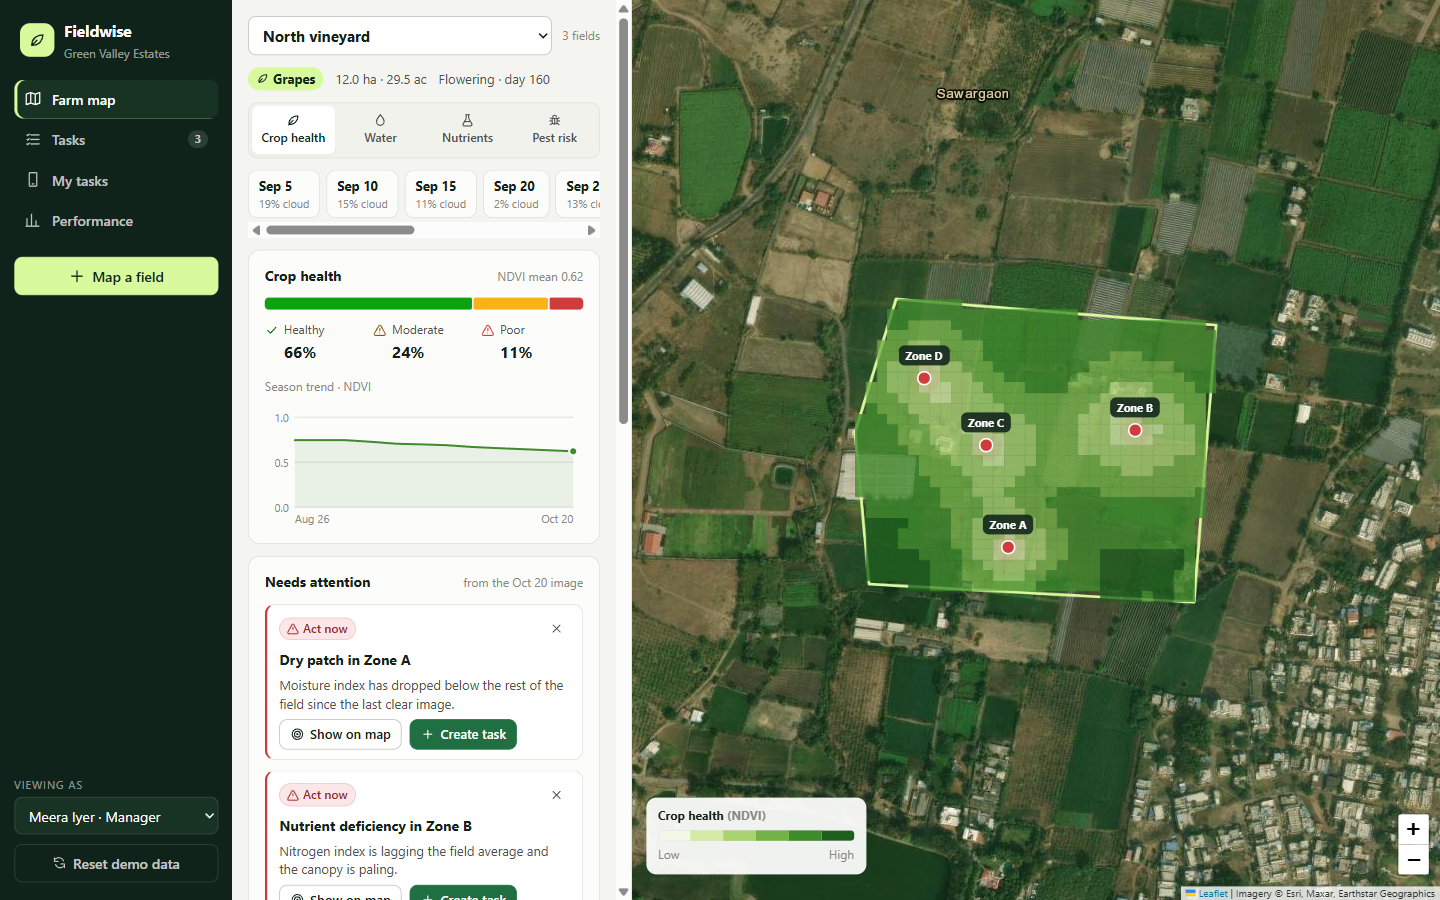 Fieldwise
Green Valley Estates
Farm map
Tasks 3
My tasks
Performance
+ Map a field
VIEWING AS
Meera Iyer · Manager
Reset demo data
North vineyard
3 fields
Grapes
12.0 ha · 29.5 ac
Flowering · day 160
Crop health
Water
Nutrients
Pest risk
Sep 5
19% cloud
Sep 10
15% cloud
Sep 15
11% cloud
Sep 20
2% cloud
Sep 2
13% cl
Crop health
NDVI mean 0.62
Healthy
66%
Moderate
24%
Poor
11%
Season trend · NDVI
1.0
0.5
0.0
Aug 26
Oct 20
Needs attention
from the Oct 20 image
Act now
Dry patch in Zone A
Moisture index has dropped below the rest of the
field since the last clear image.
Show on map
+ Create task
Act now
Nutrient deficiency in Zone B
Nitrogen index is lagging the field average and
the canopy is paling.
Show on map
+ Create task
Sawargaon
Zone D
Zone B
Zone C
Zone A
Crop health (NDVI)
Low
High
+
−
Leaflet | Imagery © Esri, Maxar, Earthstar Geographics